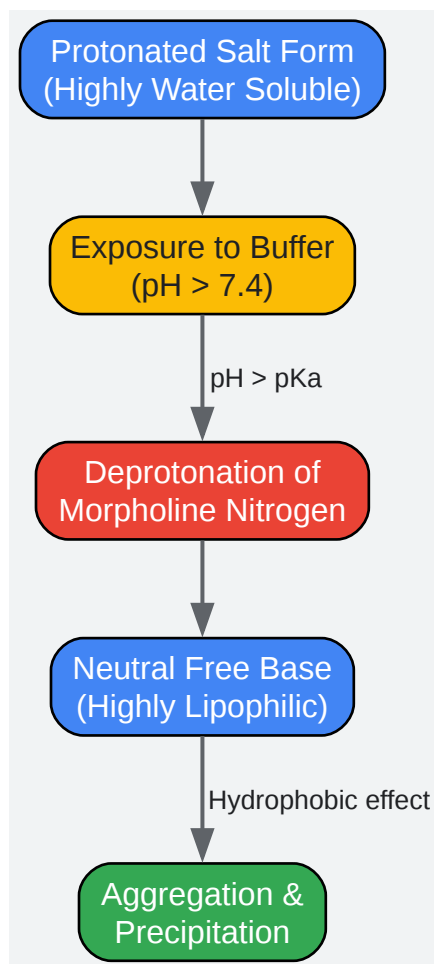 Protonated Salt Form
(Highly Water Soluble)
Exposure to Buffer
(pH > 7.4)
pH > pKa
Deprotonation of
Morpholine Nitrogen
Neutral Free Base
(Highly Lipophilic)
Hydrophobic effect
Aggregation &
Precipitation